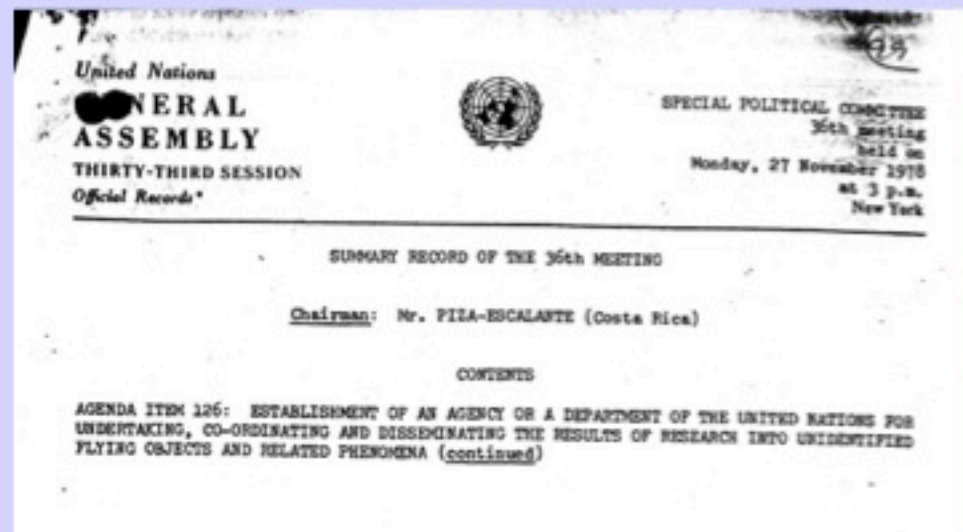 United Nations
NERAL
ASSEMBLY
THIRTY-THIRD SESSION
Official Records*
SPECIAL POLITICAL COMMITTEE
36th meeting
held on
Monday, 27 November 1978
at 3 p.m.
New York
SUMMARY RECORD OF THE 36th MEETING
Chairman: Mr. PIZA-ESCALANTE (Costa Rica)
CONTENTS
AGENDA ITEM 126: ESTABLISHMENT OF AN AGENCY OR A DEPARTMENT OF THE UNITED NATIONS FOR
UNDERTAKING, CO-ORDINATING AND DISSEMINATING THE RESULTS OF RESEARCH INTO UNIDENTIFIED
FLYING OBJECTS AND RELATED PHENOMENA (continued)